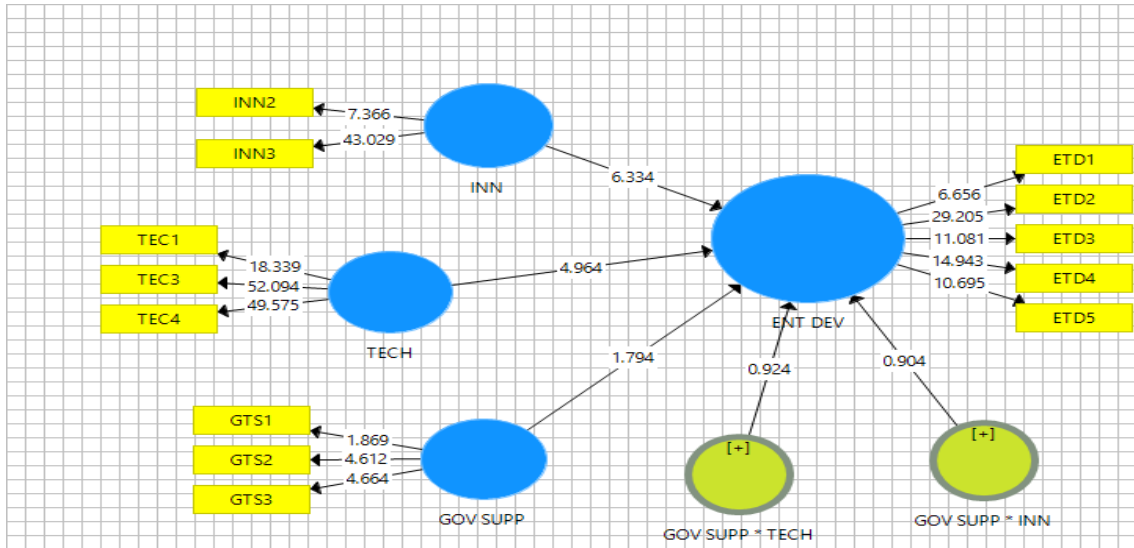 INN2
7.366
43.029
INN3
INN
6.334
ETD1
6.656
ETD2
29.205
11.081
ETD3
14.943
ETD4
10.695
ETD5
ENT DEV
TEC1
18.339
TEC3
52.094
49.575
TEC4
TECH
4.964
1.794
0.924
0.904
GTS1
1.869
GTS2
4.612
4.664
GTS3
GOV SUPP
[+]
GOV SUPP * TECH
[+]
GOV SUPP * INN